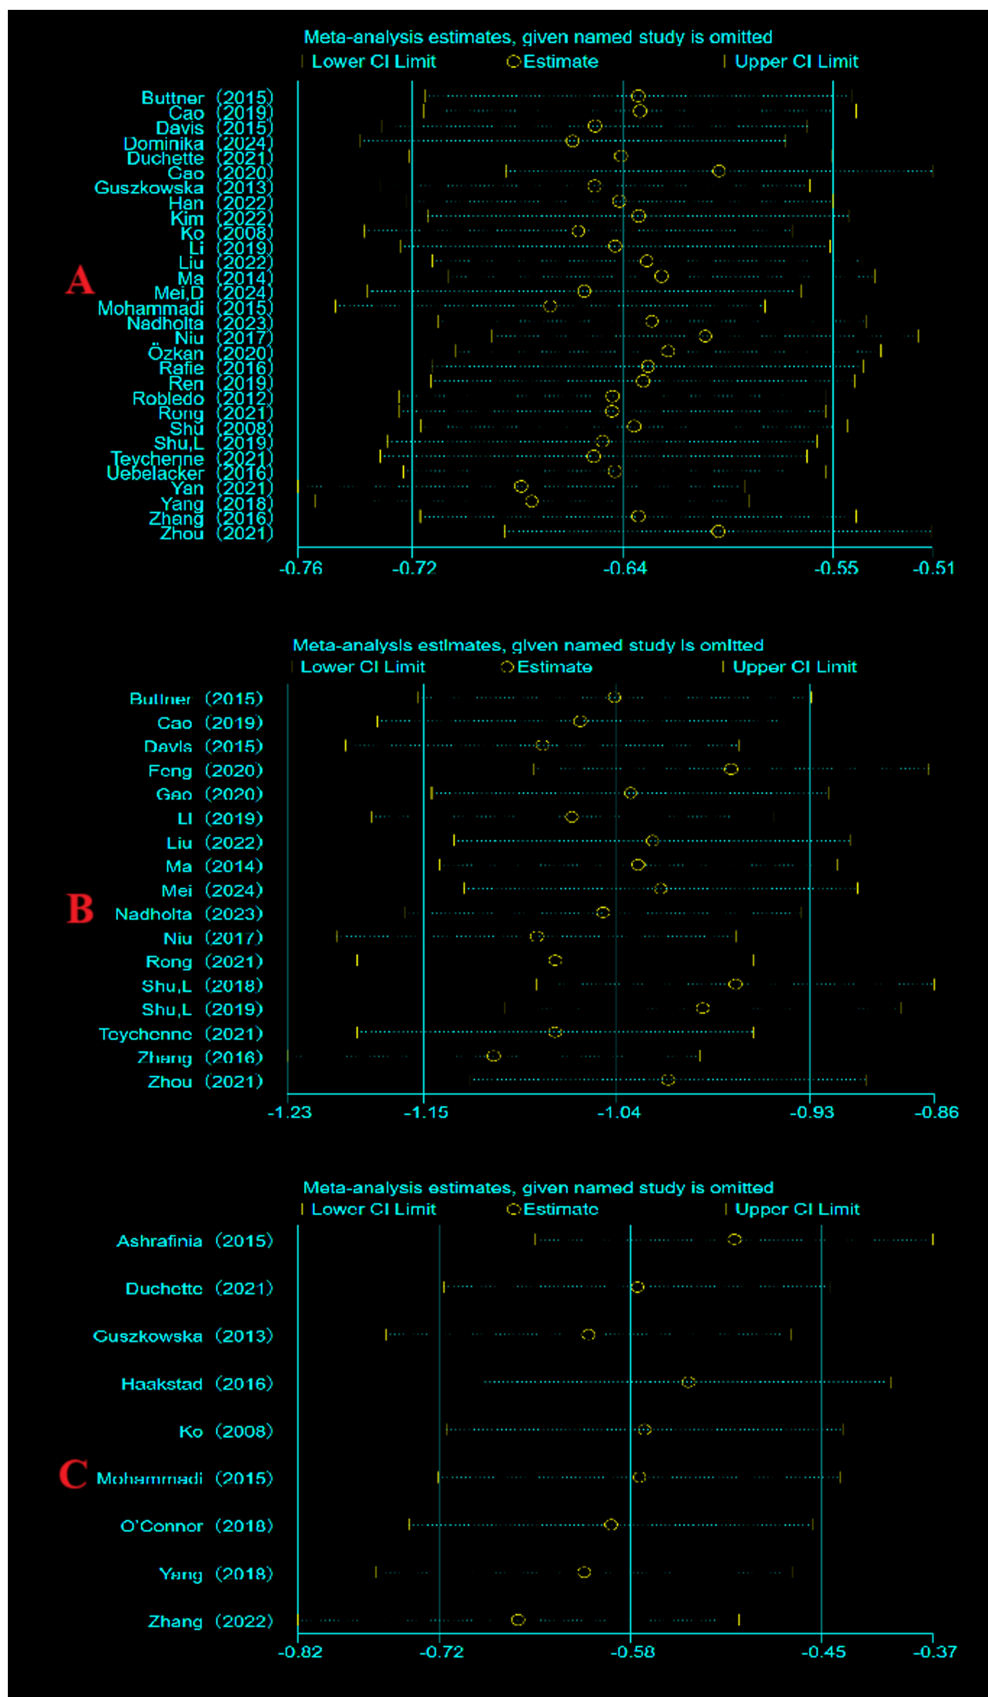 Meta-analysis estimates, given named study is omitted
Lower CI Limit Estimate Upper CI Limit
Buttner (2015)
Cao (2019)
Davis (2015)
Dominika (2024)
Duchette (2021)
Gao (2020)
Guszkowska (2013)
Han (2022)
Kim (2022)
Ko (2008)
Li (2019)
Liu (2022)
A
Ma (2014)
Mei,D (2024)
Mohammadi (2015)
Nadholta (2023)
Niu (2017)
Özkan (2020)
Rafie (2016)
Ren (2019)
Robledo (2012)
Rong (2021)
Shu (2008)
Shu,L (2019)
Teychenne (2021)
Uebelacker (2016)
Yan (2021)
Yang (2018)
Zhang (2016)
Zhou (2021)
-0.76 -0.72 -0.64 -0.55 -0.51
Meta-analysis estimates, given named study is omitted
Lower CI Limit Estimate Upper CI Limit
Buttner (2015)
Cao (2019)
Davis (2015)
Feng (2020)
Gao (2020)
LI (2019)
Liu (2022)
Ma (2014)
Mei (2024)
B
Nadholta (2023)
Niu (2017)
Rong (2021)
Shu,L (2018)
Shu,L (2019)
Teychenne (2021)
Zhang (2016)
Zhou (2021)
-1.23 -1.15 -1.04 -0.93 -0.86
Meta-analysis estimates, given named study is omitted
Lower CI Limit Estimate Upper CI Limit
Ashrafinia (2015)
Duchette (2021)
Guszkowska (2013)
Haakstad (2016)
Ko (2008)
C
Mohammadi (2015)
O'Connor (2018)
Yang (2018)
Zhang (2022)
-0.82 -0.72 -0.58 -0.45 -0.37